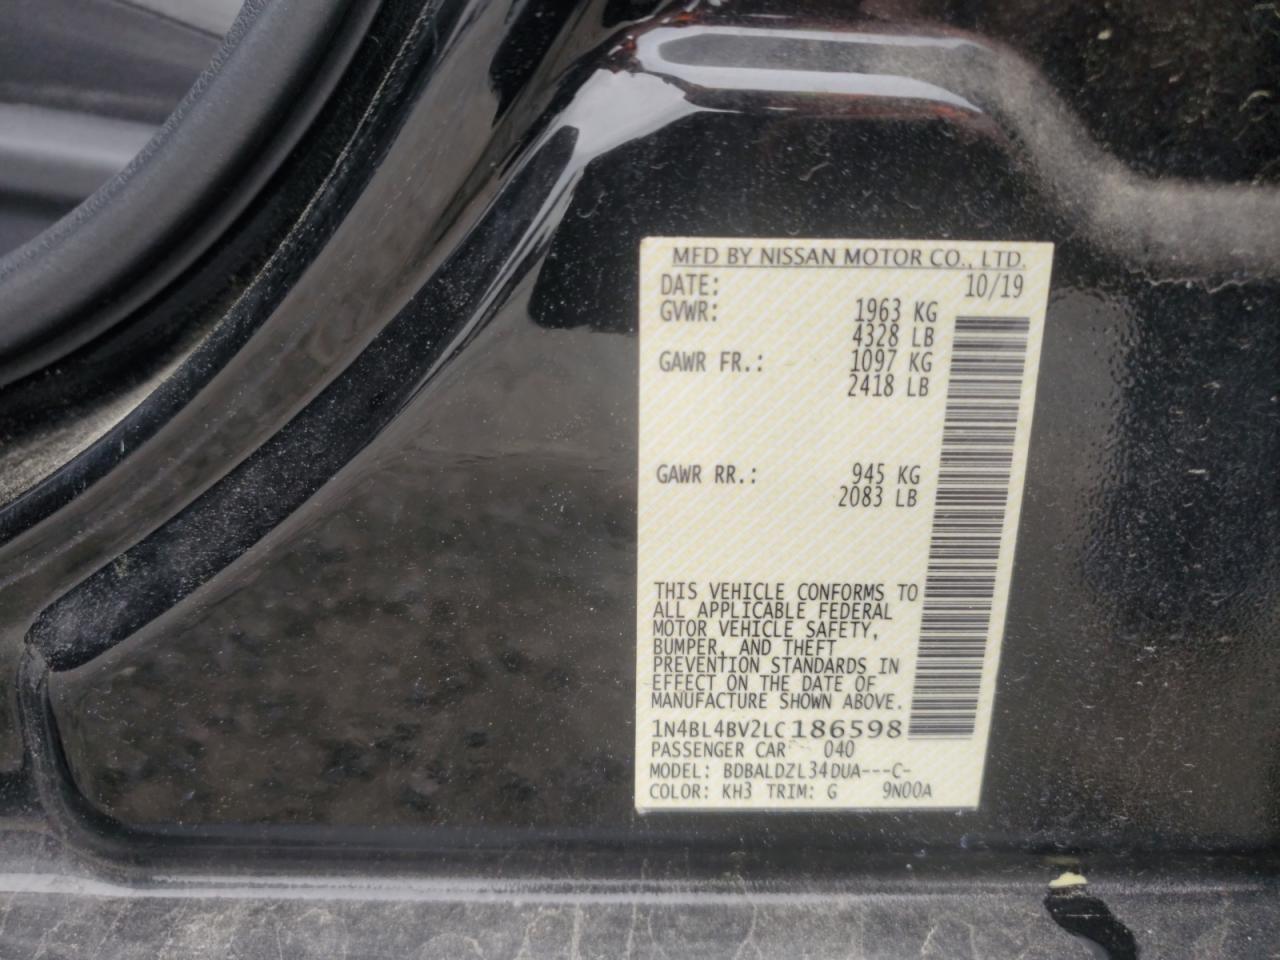 MFD BY NISSAN MOTOR CO., LTD.
DATE: 10/19
GVWR: 1963 KG
4328 LB
GAWR FR.: 1097 KG
2418 LB
GAWR RR.: 945 KG
2083 LB
THIS VEHICLE CONFORMS TO
ALL APPLICABLE FEDERAL
MOTOR VEHICLE SAFETY,
BUMPER, AND THEFT
PREVENTION STANDARDS IN
EFFECT ON THE DATE OF
MANUFACTURE SHOWN ABOVE.
1N4BL4BV2LC186598
PASSENGER CAR 040
MODEL: BDBALDZL34DUA---C-
COLOR: KH3 TRIM: G 9N00A